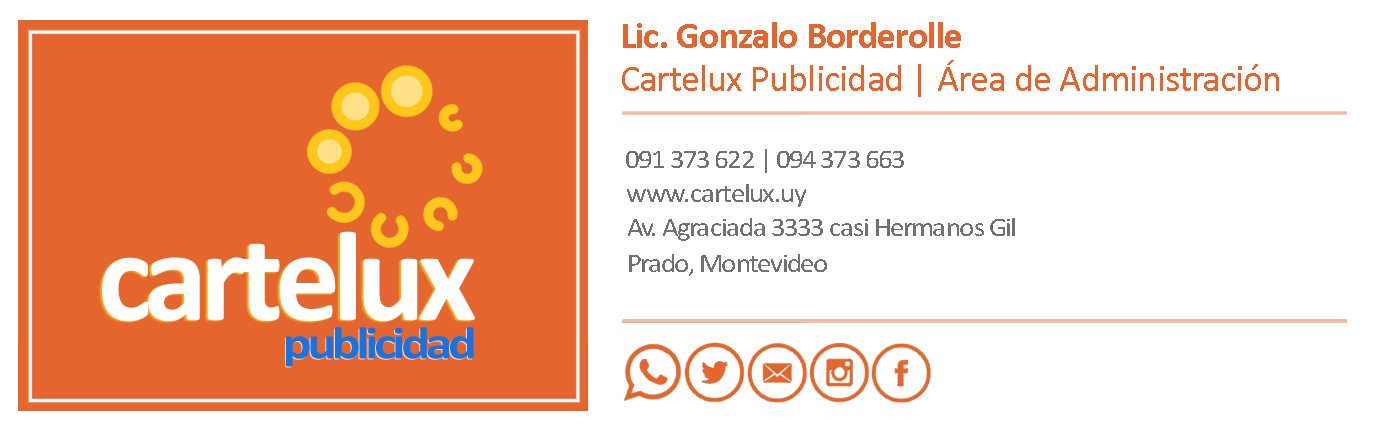 cartelux
publicidad
Lic. Gonzalo Borderolle
Cartelux Publicidad | Área de Administración
091 373 622 | 094 373 663
www.cartelux.uy
Av. Agraciada 3333 casi Hermanos Gil
Prado, Montevideo